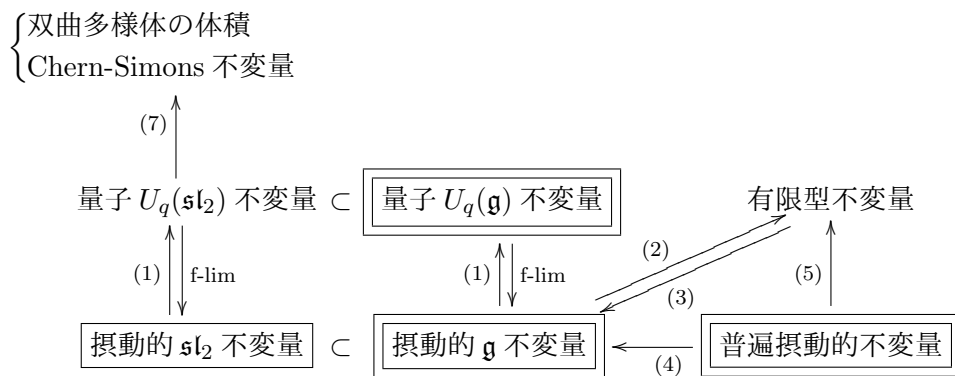 双曲多様体の体積
Chern-Simons 不変量
(7)
量子 U_q(𝔰𝔩_2) 不変量 ⊂ 量子 U_q(𝔤) 不変量 有限型不変量
(1) f-lim (1) f-lim (2) (3) (5)
摂動的 𝔰𝔩_2 不変量 ⊂ 摂動的 𝔤 不変量 (4) 普遍摂動的不変量